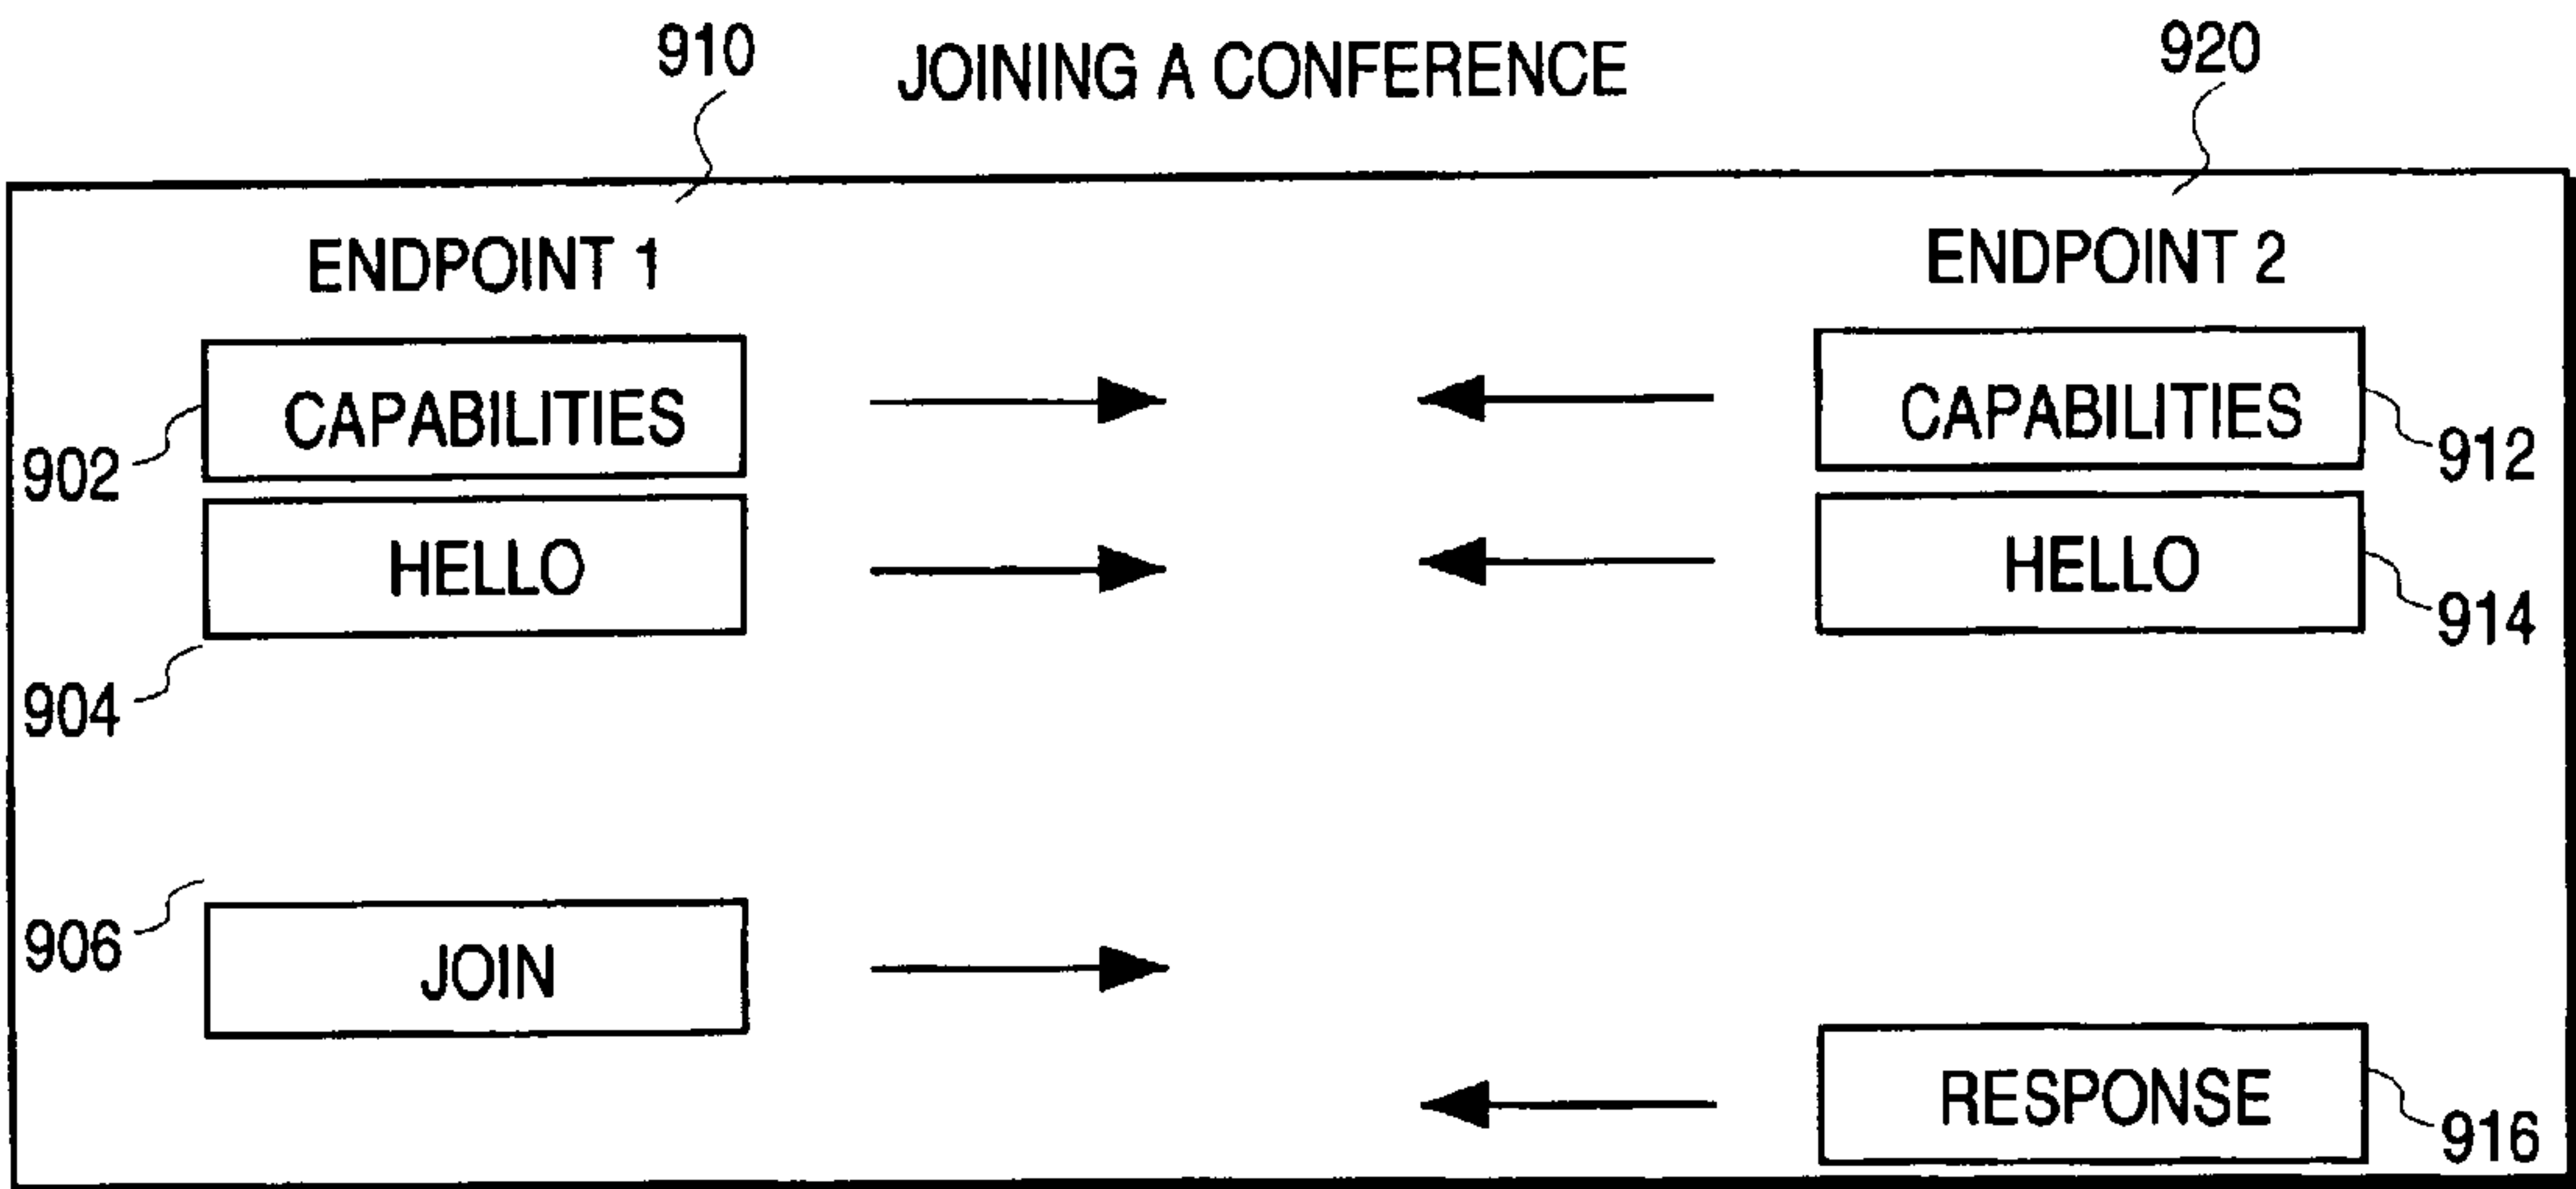 910 JOINING A CONFERENCE 920
ENDPOINT 1 ENDPOINT 2
CAPABILITIES CAPABILITIES
902 912
HELLO HELLO
904 914
906
JOIN
RESPONSE
916